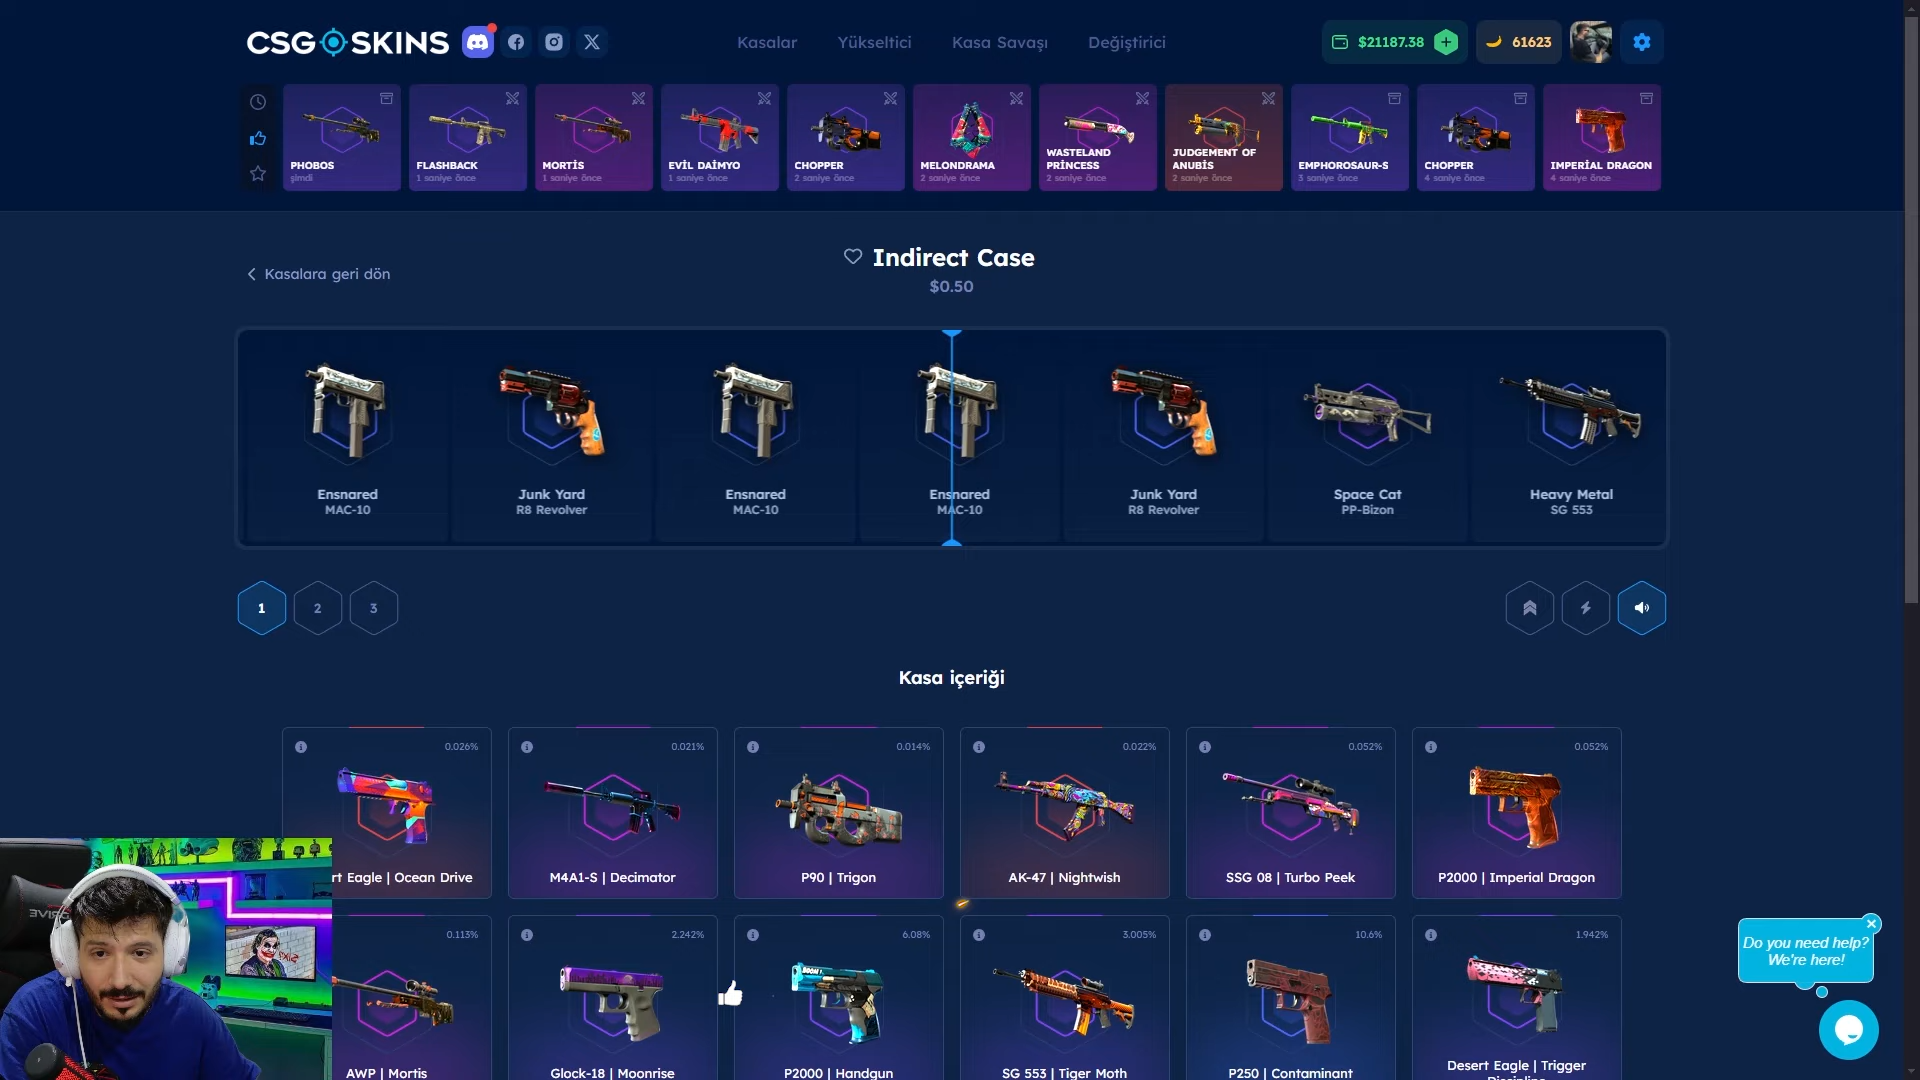 CSG SKINS
Kasalar
Yükseltici
Kasa Savaşı
Değiştirici
$21187.38
61623
PHOBOS
şimdi
FLASHBACK
1 saniye önce
MORTİS
1 saniye önce
EVİL DAİMYO
1 saniye önce
CHOPPER
2 saniye önce
MELONDRAMA
2 saniye önce
WASTELAND
PRİNCESS
2 saniye önce
JUDGEMENT OF
ANUBİS
2 saniye önce
EMPHOROSAUR-S
3 saniye önce
CHOPPER
4 saniye önce
IMPERİAL DRAGON
4 saniye önce
Kasalara geri dön
Indirect Case
$0.50
Ensnared
MAC-10
Junk Yard
R8 Revolver
Ensnared
MAC-10
Ensnared
MAC-10
Junk Yard
R8 Revolver
Space Cat
PP-Bizon
Heavy Metal
SG 553
1
2
3
Kasa içeriği
0.026%
rt Eagle | Ocean Drive
0.021%
M4A1-S | Decimator
0.014%
P90 | Trigon
0.022%
AK-47 | Nightwish
0.052%
SSG 08 | Turbo Peek
0.052%
P2000 | Imperial Dragon
0.113%
AWP | Mortis
2.242%
Glock-18 | Moonrise
6.08%
P2000 | Handgun
3.005%
SG 553 | Tiger Moth
10.6%
P250 | Contaminant
1.942%
Desert Eagle | Trigger
Discipline
Do you need help?
We're here!